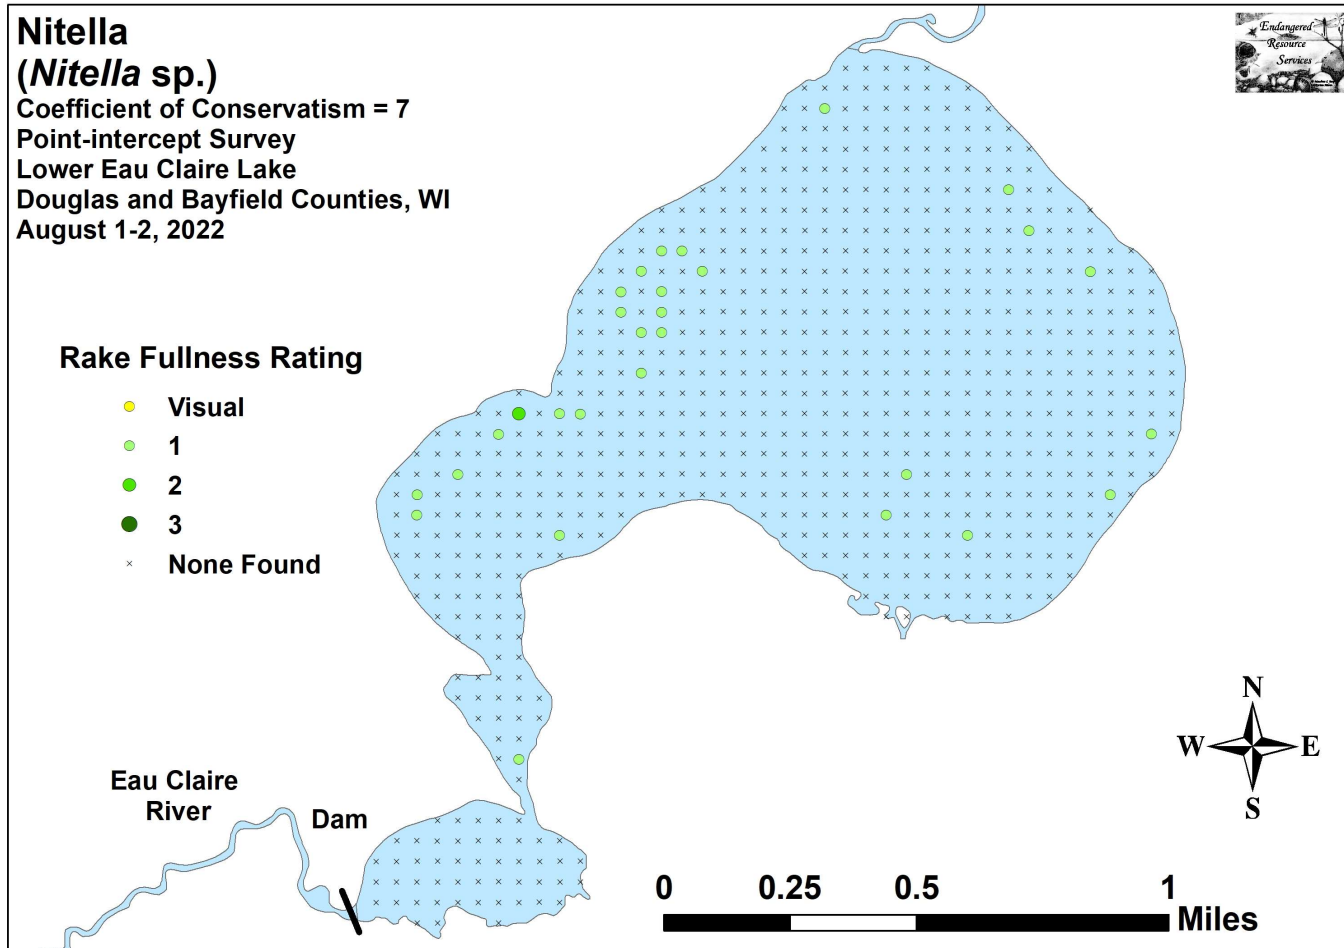 Nitella
(Nitella sp.)
Coefficient of Conservatism = 7
Point-intercept Survey
Lower Eau Claire Lake
Douglas and Bayfield Counties, WI
August 1-2, 2022
Endangered
Resource
Services
Rake Fullness Rating
Visual
1
2
3
None Found
N
W E
S
Eau Claire
River
Dam
0 0.25 0.5 1
Miles